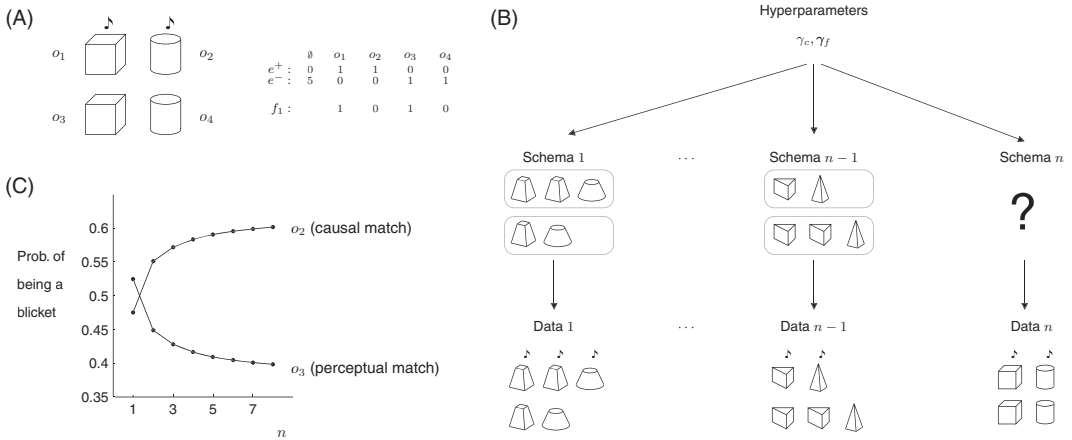 (A)
♪ ♪
o₁ o₂
o₃ o₄
∅ o₁ o₂ o₃ o₄
e⁺ : 0 1 1 0 0
e⁻ : 5 0 0 1 1
f₁ : 1 0 1 0
(B)
Hyperparameters
γ_c, γ_f
Schema 1 ... Schema n − 1 Schema n
?
Data 1 ... Data n − 1 Data n
♪ ♪ ♪ ♪ ♪ ♪ ♪
(C)
Prob. of
being a
blicket
0.6
0.55
0.5
0.45
0.4
0.35
1 3 5 7
n
o₂ (causal match)
o₃ (perceptual match)